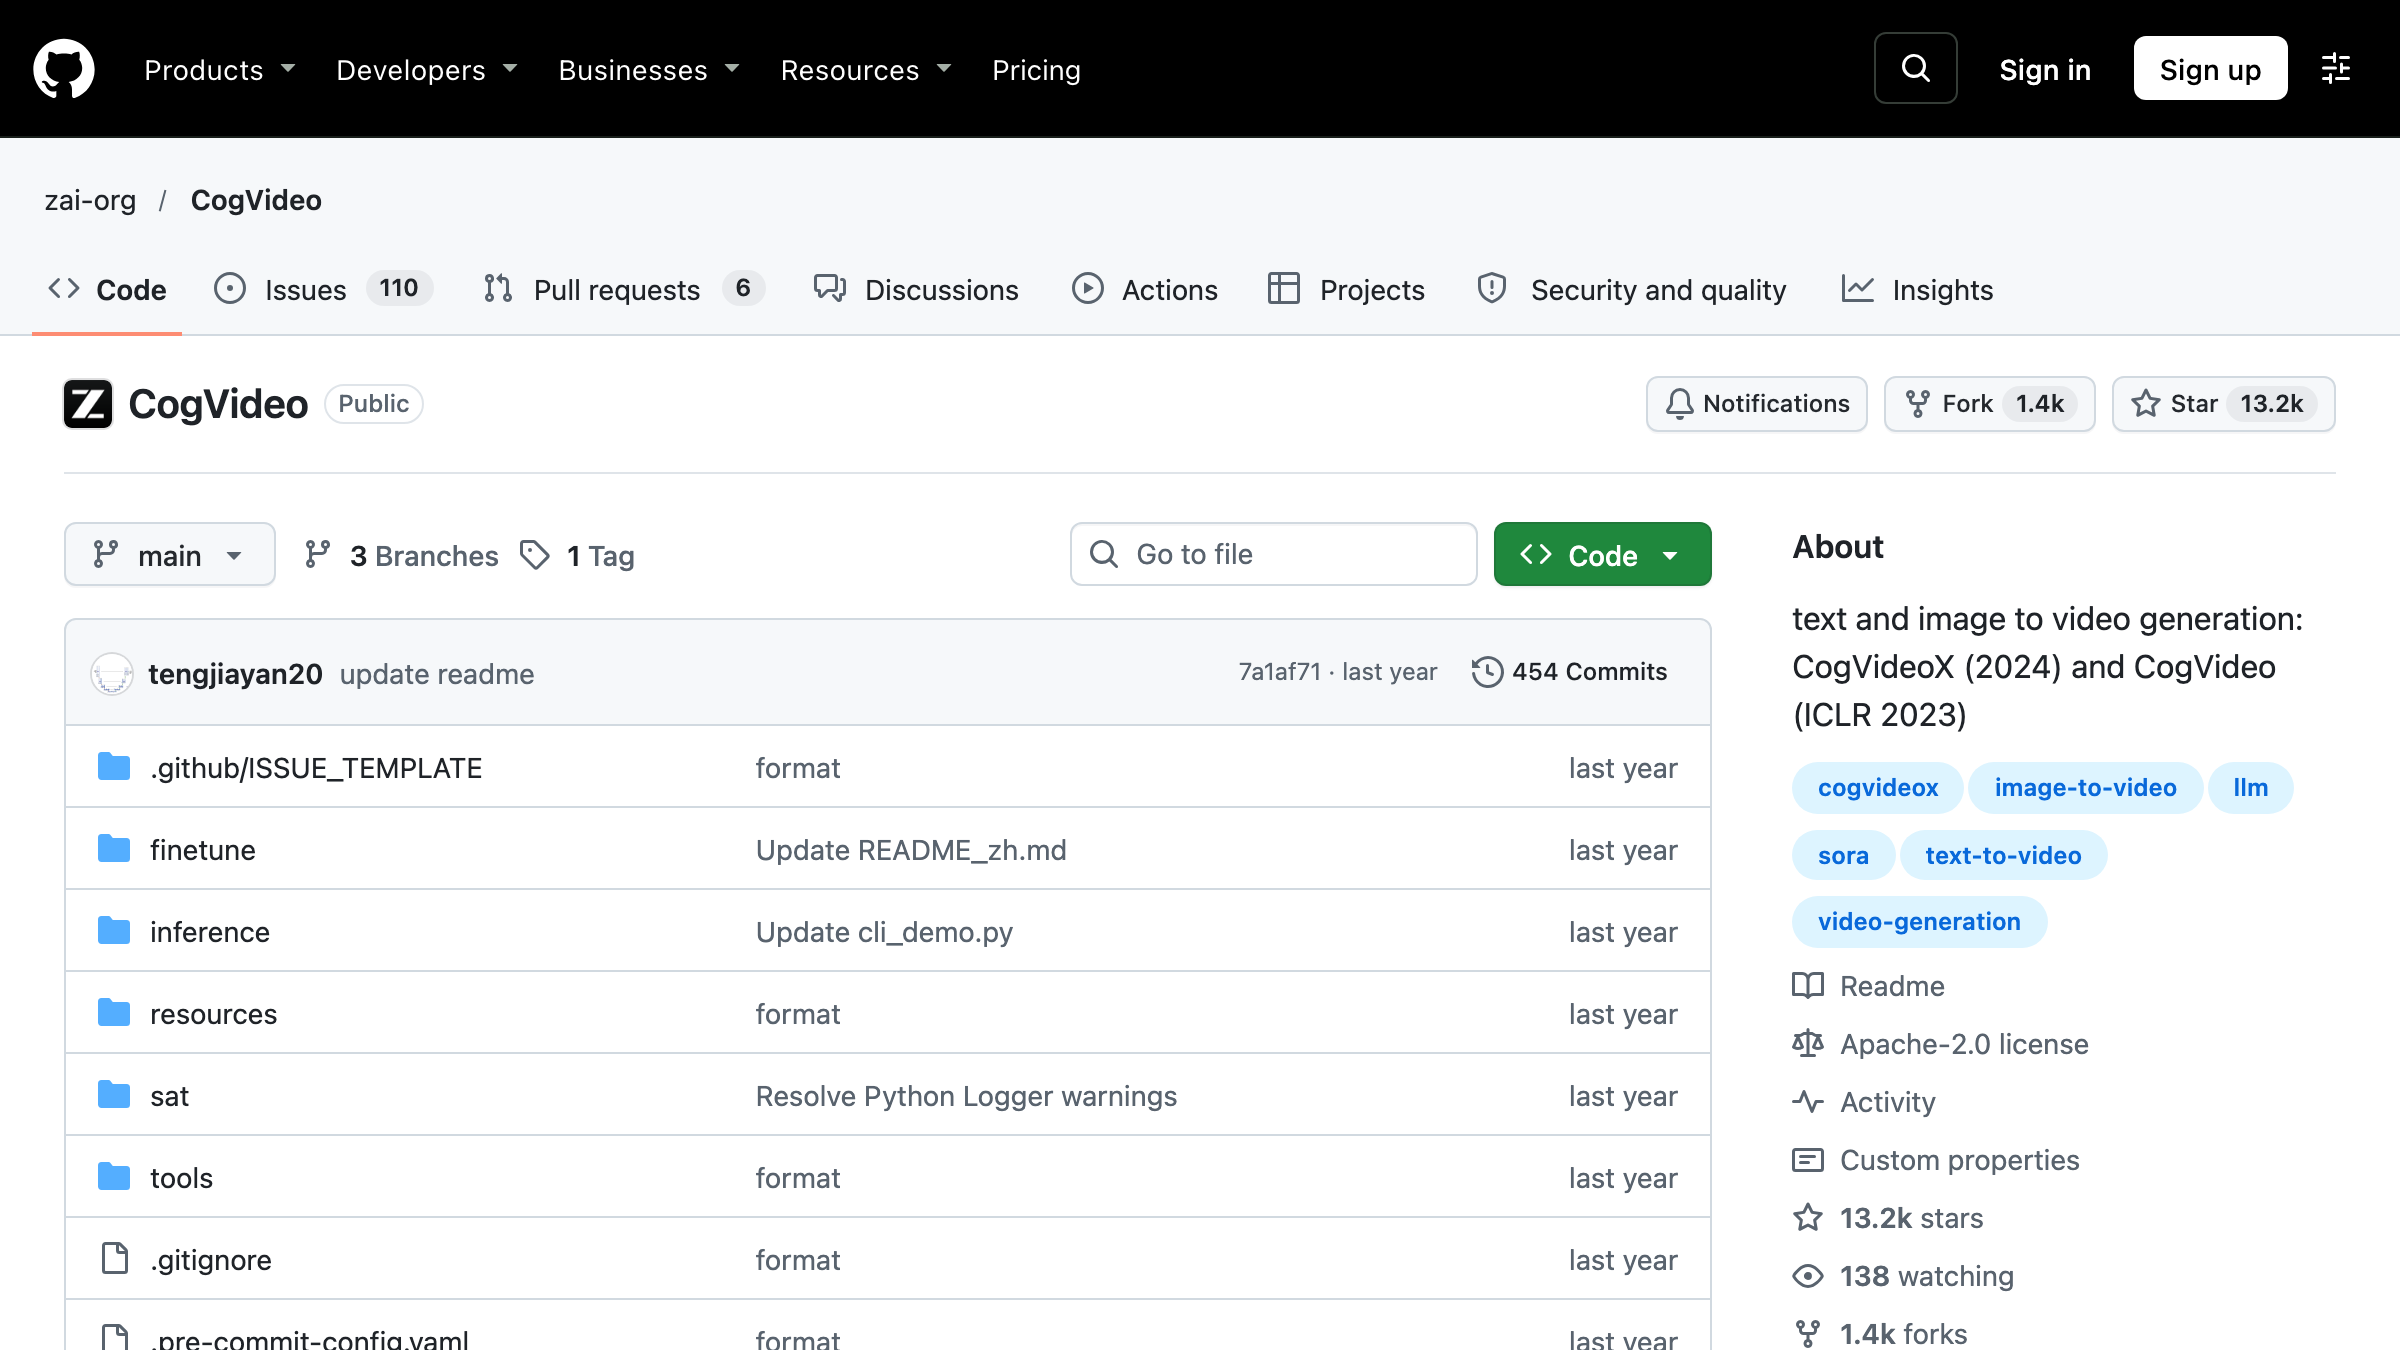 Products Developers Businesses Resources Pricing Sign in Sign up
zai-org / CogVideo
Code Issues 110 Pull requests 6 Discussions Actions Projects Security and quality Insights
CogVideo Public Notifications Fork 1.4k Star 13.2k
main 3 Branches 1 Tag Go to file Code
tengjiayan20 update readme 7a1af71 · last year 454 Commits
.github/ISSUE_TEMPLATE format last year
finetune Update README_zh.md last year
inference Update cli_demo.py last year
resources format last year
sat Resolve Python Logger warnings last year
tools format last year
.gitignore format last year
.pre-commit-config.yaml format last year
About
text and image to video generation:
CogVideoX (2024) and CogVideo
(ICLR 2023)
cogvideox image-to-video llm
sora text-to-video
video-generation
Readme
Apache-2.0 license
Activity
Custom properties
13.2k stars
138 watching
1.4k forks